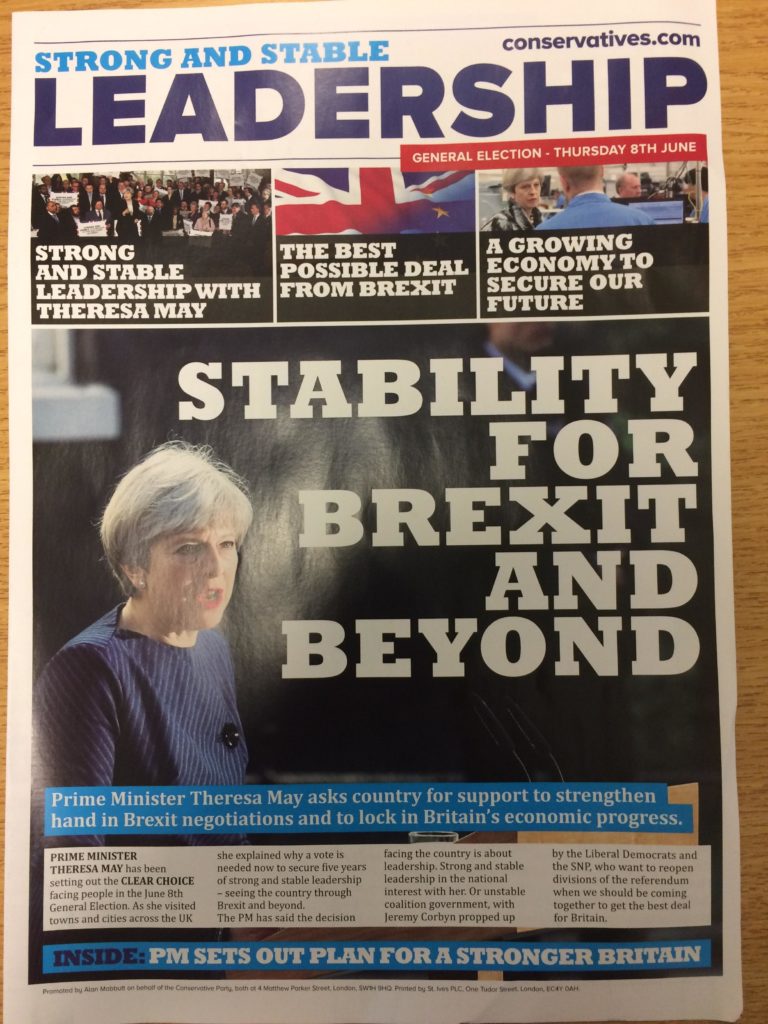 conservatives.com
STRONG AND STABLE
LEADERSHIP
GENERAL ELECTION - THURSDAY 8TH JUNE
STRONG
AND STABLE
LEADERSHIP WITH
THERESA MAY
THE BEST
POSSIBLE DEAL
FROM BREXIT
A GROWING
ECONOMY TO
SECURE OUR
FUTURE
STABILITY
FOR
BREXIT
AND
BEYOND
Prime Minister Theresa May asks country for support to strengthen
hand in Brexit negotiations and to lock in Britain's economic progress.
PRIME MINISTER
THERESA MAY has been
setting out the CLEAR CHOICE
facing people in the June 8th
General Election. As she visited
towns and cities across the UK
she explained why a vote is
needed now to secure five years
of strong and stable leadership
– seeing the country through
Brexit and beyond.
The PM has said the decision
facing the country is about
leadership. Strong and stable
leadership in the national
interest with her. Or unstable
coalition government, with
Jeremy Corbyn propped up
by the Liberal Democrats and
the SNP, who want to reopen
divisions of the referendum
when we should be coming
together to get the best deal
for Britain.
INSIDE: PM SETS OUT PLAN FOR A STRONGER BRITAIN
Promoted by Alan Mabbutt on behalf of the Conservative Party, both at 4 Matthew Parker Street, London, SW1H 9HQ. Printed by St. Ives PLC, One Tudor Street, London, EC4Y 0AH.